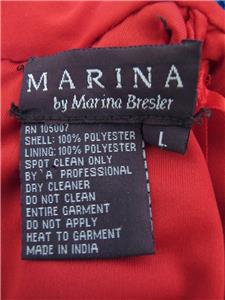 MARINA
by Marina Bresler
L
RN 105007
SHELL: 100% POLYESTER
LINING: 100% POLYESTER
SPOT CLEAN ONLY
BY 'A' PROFESSIONAL
DRY CLEANER
DO NOT CLEAN
ENTIRE GARMENT
DO NOT APPLY
HEAT TO GARMENT
MADE IN INDIA